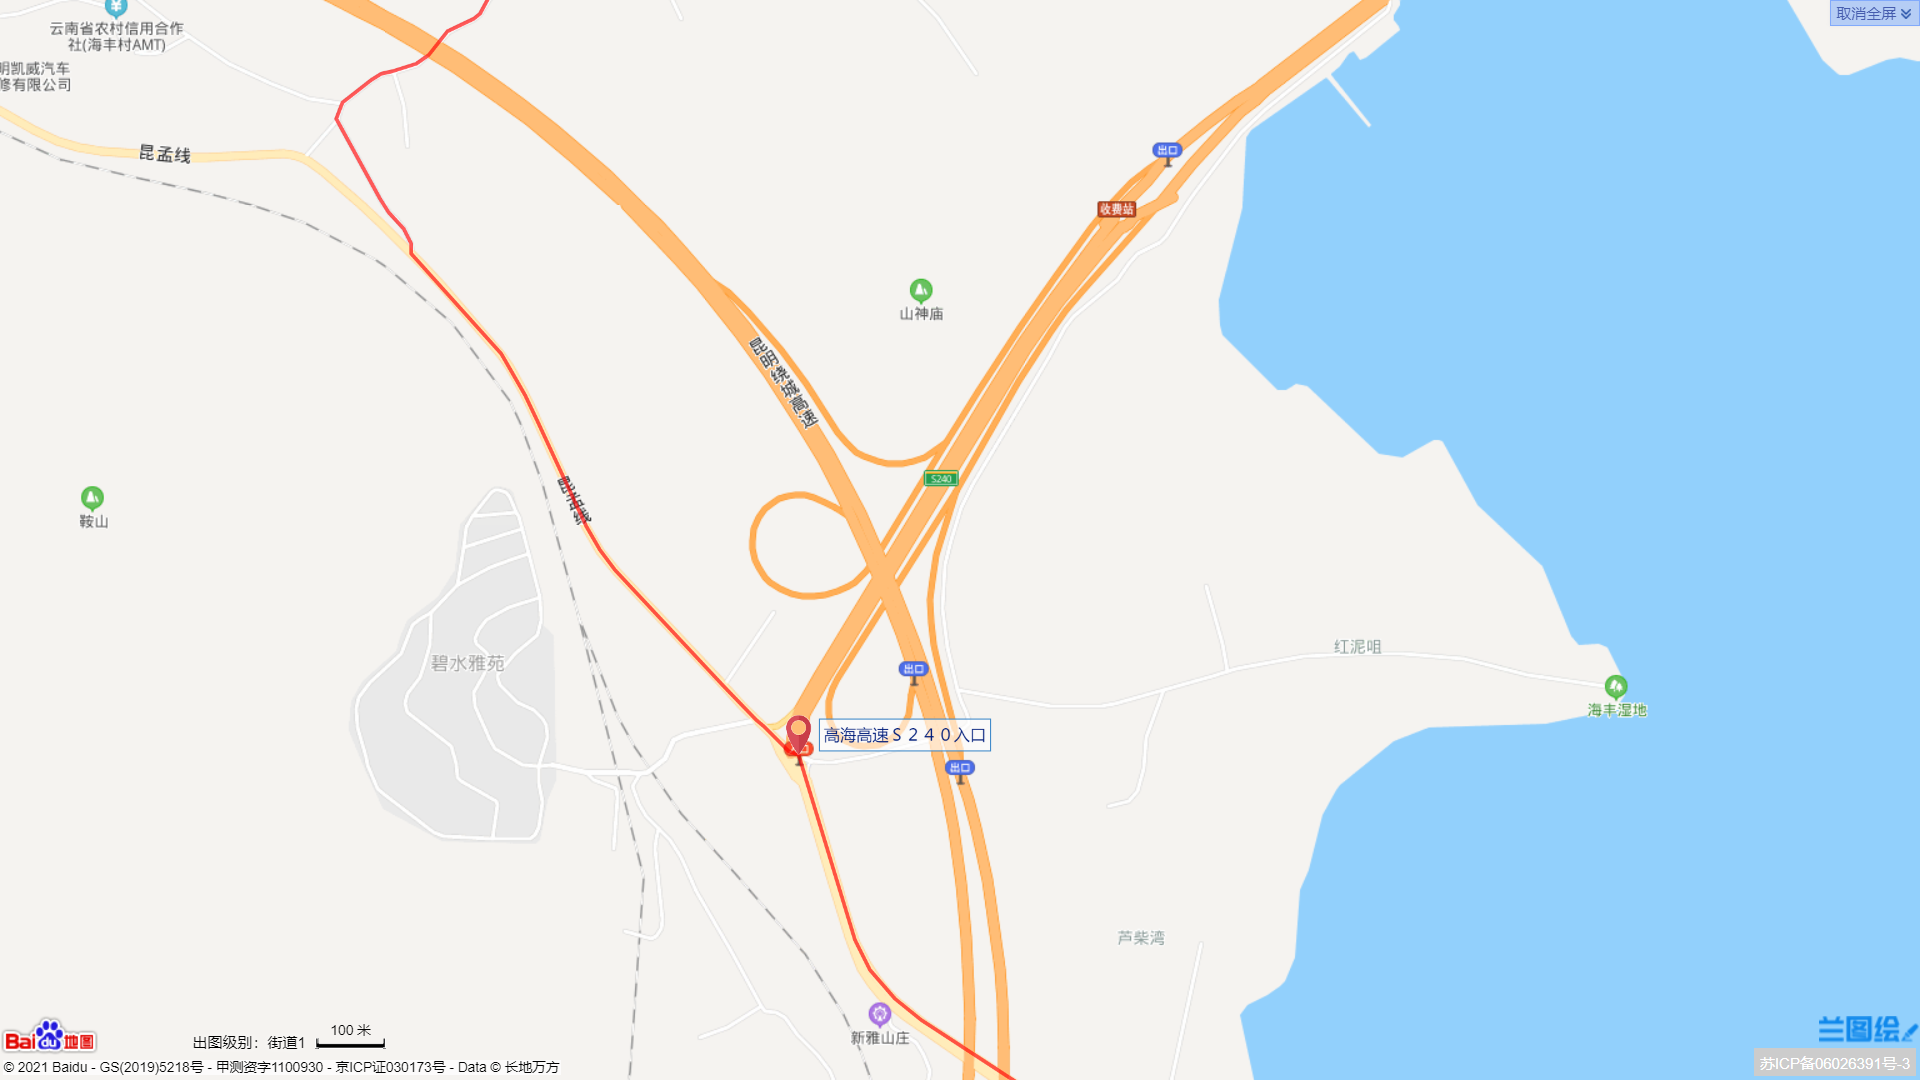 取消全屏
云南省农村信用合作
社(海丰村AMT)
明凯威汽车
修有限公司
昆孟线
出口
收费站
山神庙
昆明绕城高速
S240
昆孟线
鞍山
碧水雅苑
红泥咀
出口
海丰湿地
高海高速S240入口
出口
芦柴湾
新雅山庄
Bai du 地图
出图级别：街道1
100 米
兰图绘
© 2021 Baidu - GS(2019)5218号 - 甲测资字1100930 - 京ICP证030173号 - Data © 长地万方
苏ICP备06026391号-3